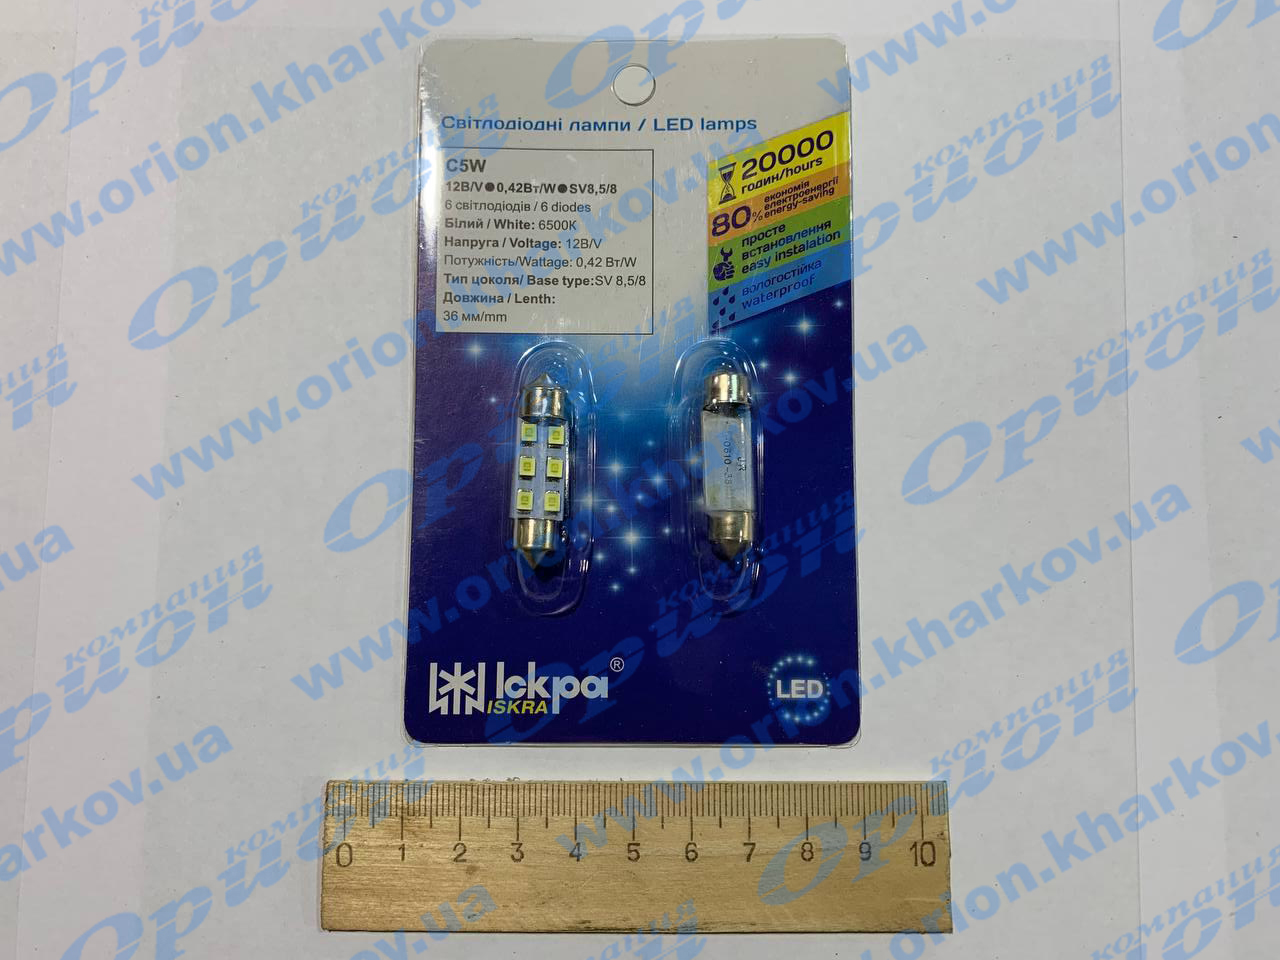 Світлодіодні лампи / LED lamps
C5W
12В/V●0,42Вт/W●SV8,5/8
6 світлодіодів / 6 diodes
Білий / White: 6500K
Напруга / Voltage: 12В/V
Потужність/Wattage: 0,42 Вт/W
Тип цоколя/ Base type:SV 8,5/8
Довжина / Lenth:
36 мм/mm
20000
годин/hours
80% економія
електроенергії
energy-saving
просте
встановлення
easy instalation
вологостійка
waterproof
Іскра®
ISKRA
LED
0 1 2 3 4 5 6 7 8 9 10
компания
Орион
www.orion.kharkov.ua